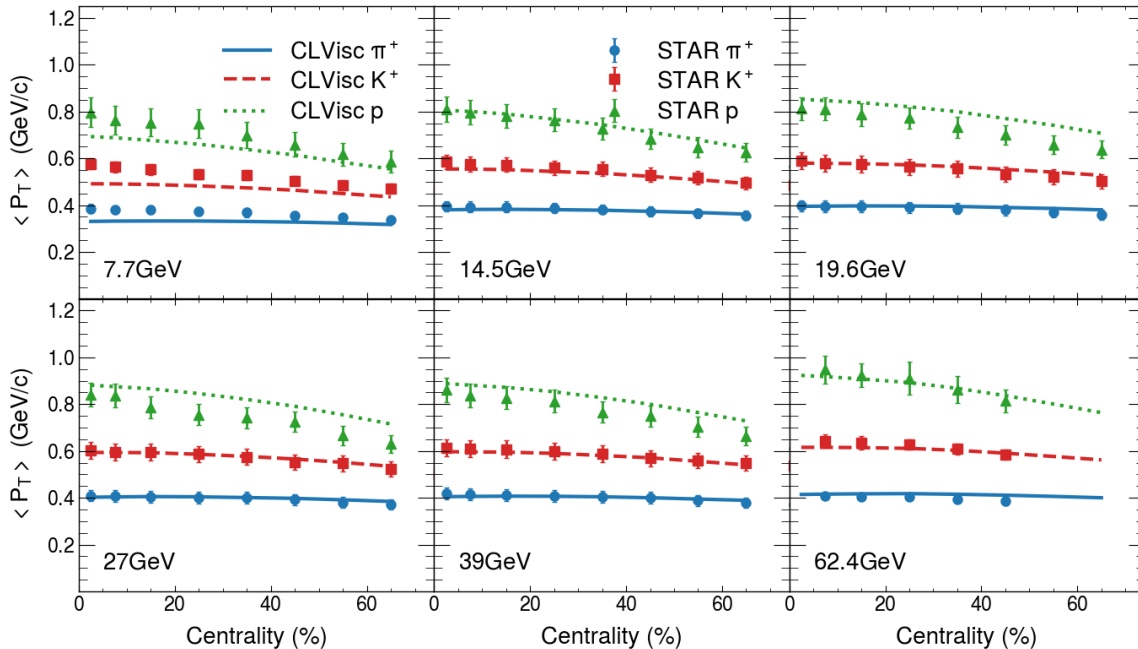 1.2
1.0
0.8
0.6
0.4
0.2
< P_T > (GeV/c)
CLVisc π⁺
CLVisc K⁺
CLVisc p
7.7GeV
STAR π⁺
STAR K⁺
STAR p
14.5GeV
19.6GeV
1.2
1.0
0.8
0.6
0.4
0.2
< P_T > (GeV/c)
27GeV
39GeV
62.4GeV
0 20 40 60 0 20 40 60 0 20 40 60
Centrality (%) Centrality (%) Centrality (%)